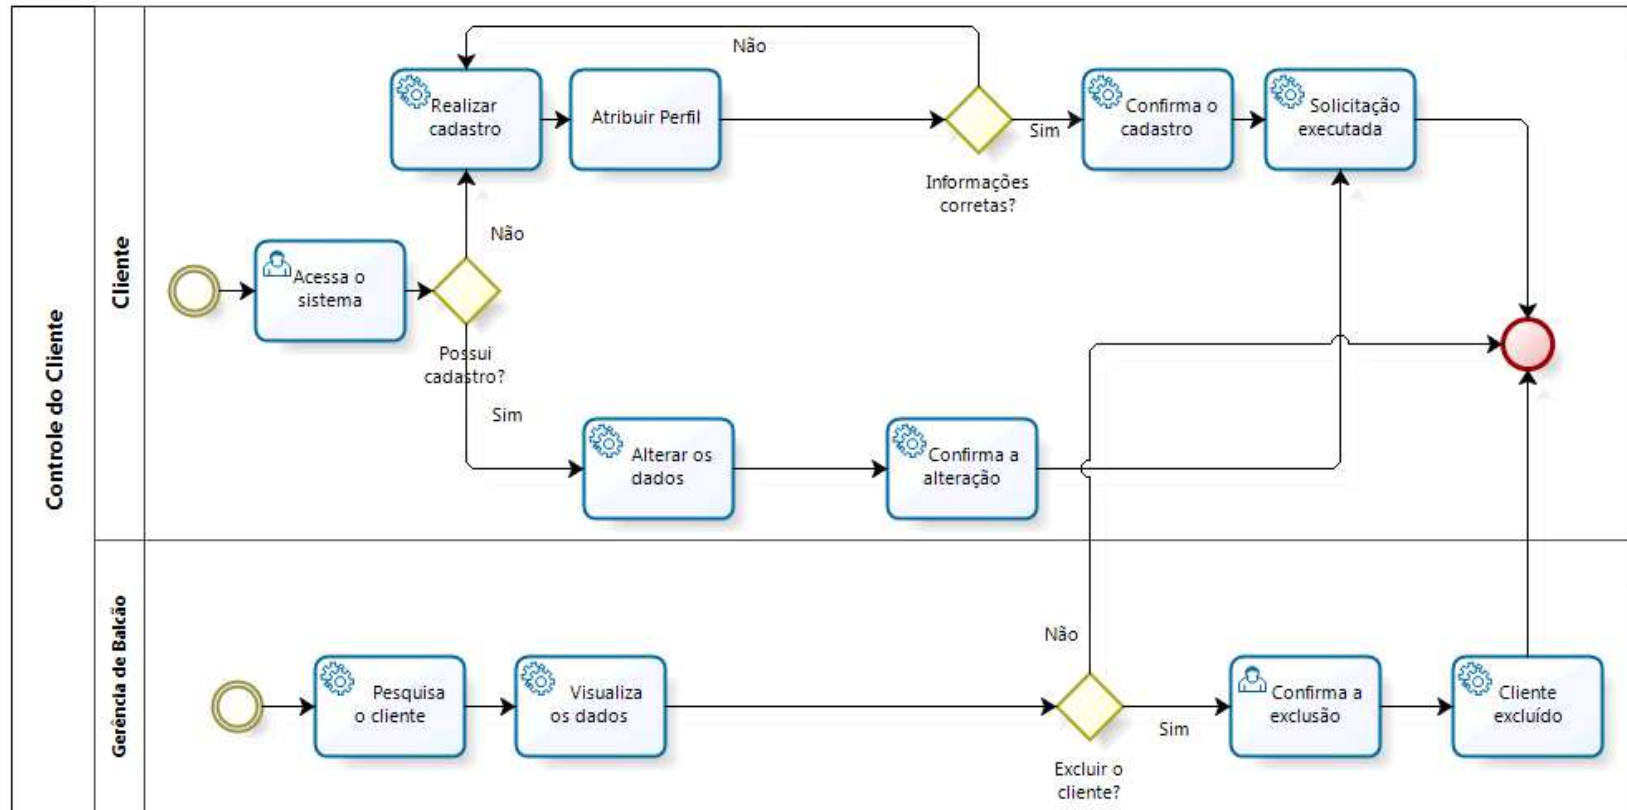 Controle do Cliente
Cliente
Não
Realizar
cadastro
Atribuir Perfil
Sim
Confirma o
cadastro
Solicitação
executada
Informações
corretas?
Não
Acessa o
sistema
Possui
cadastro?
Sim
Alterar os
dados
Confirma a
alteração
Gerência de Balcão
Não
Pesquisa
o cliente
Visualiza
os dados
Sim
Confirma a
exclusão
Cliente
excluído
Excluir o
cliente?